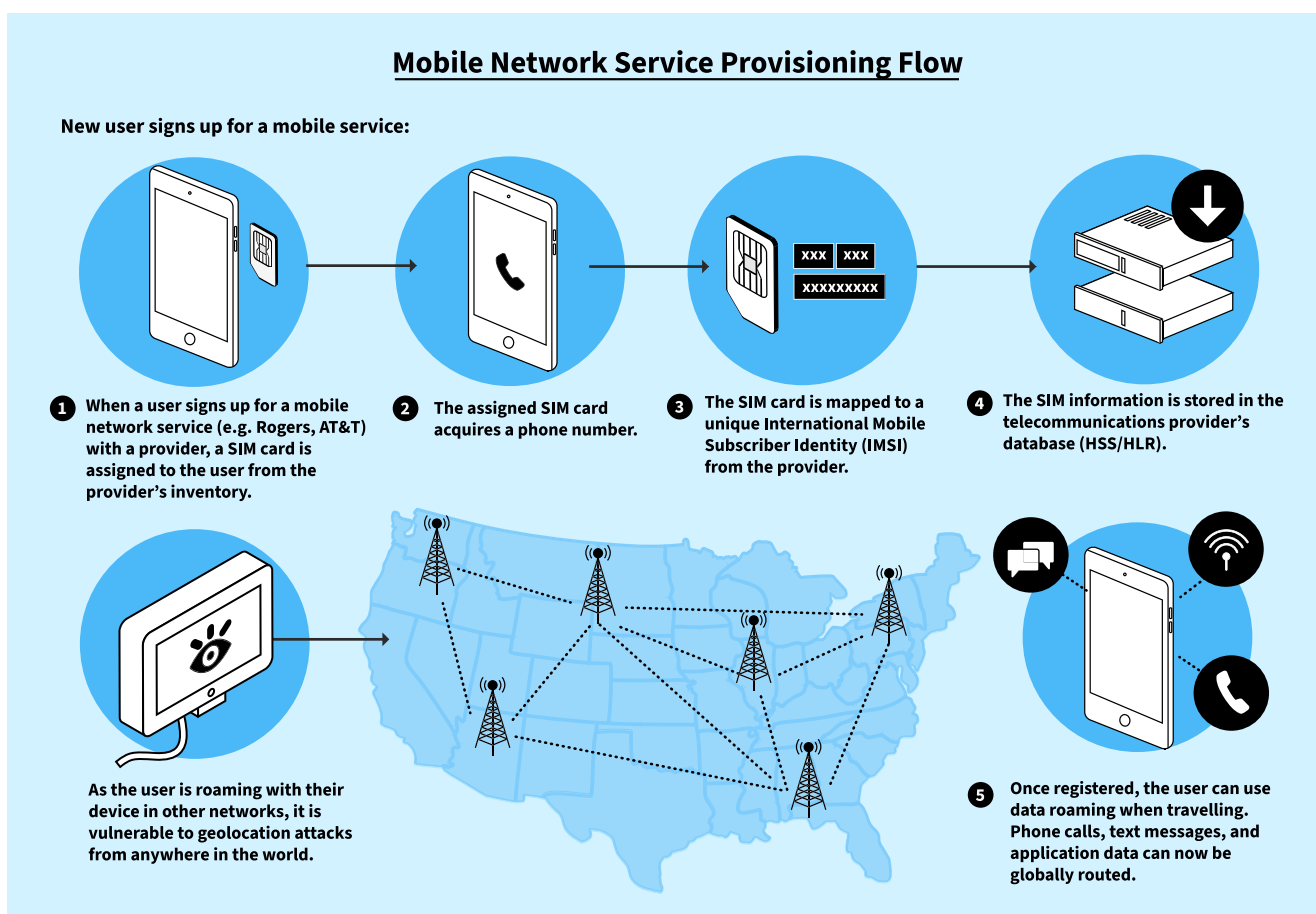 Mobile Network Service Provisioning Flow
New user signs up for a mobile service:
xxx xxx
xxxxxxxxx
1 When a user signs up for a mobile
network service (e.g. Rogers, AT&T)
with a provider, a SIM card is
assigned to the user from the
provider’s inventory.
2 The assigned SIM card
acquires a phone number.
3 The SIM card is mapped to a
unique International Mobile
Subscriber Identity (IMSI)
from the provider.
4 The SIM information is stored in the
telecommunications provider’s
database (HSS/HLR).
As the user is roaming with their
device in other networks, it is
vulnerable to geolocation attacks
from anywhere in the world.
5 Once registered, the user can use
data roaming when travelling.
Phone calls, text messages, and
application data can now be
globally routed.